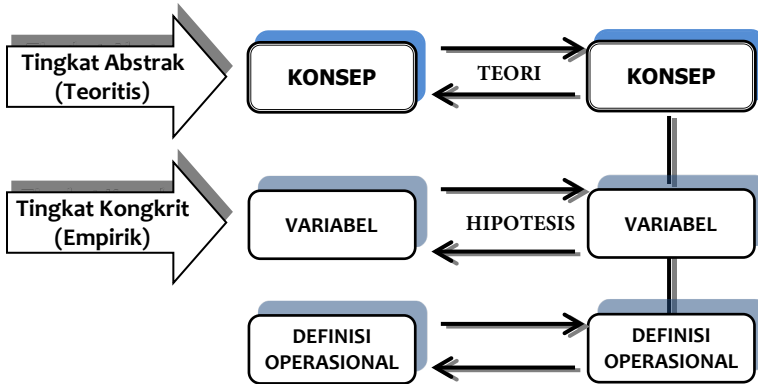 Tingkat Abstrak
(Teoritis)
KONSEP
TEORI
KONSEP
Tingkat Kongkrit
(Empirik)
VARIABEL
HIPOTESIS
VARIABEL
DEFINISI
OPERASIONAL
DEFINISI
OPERASIONAL